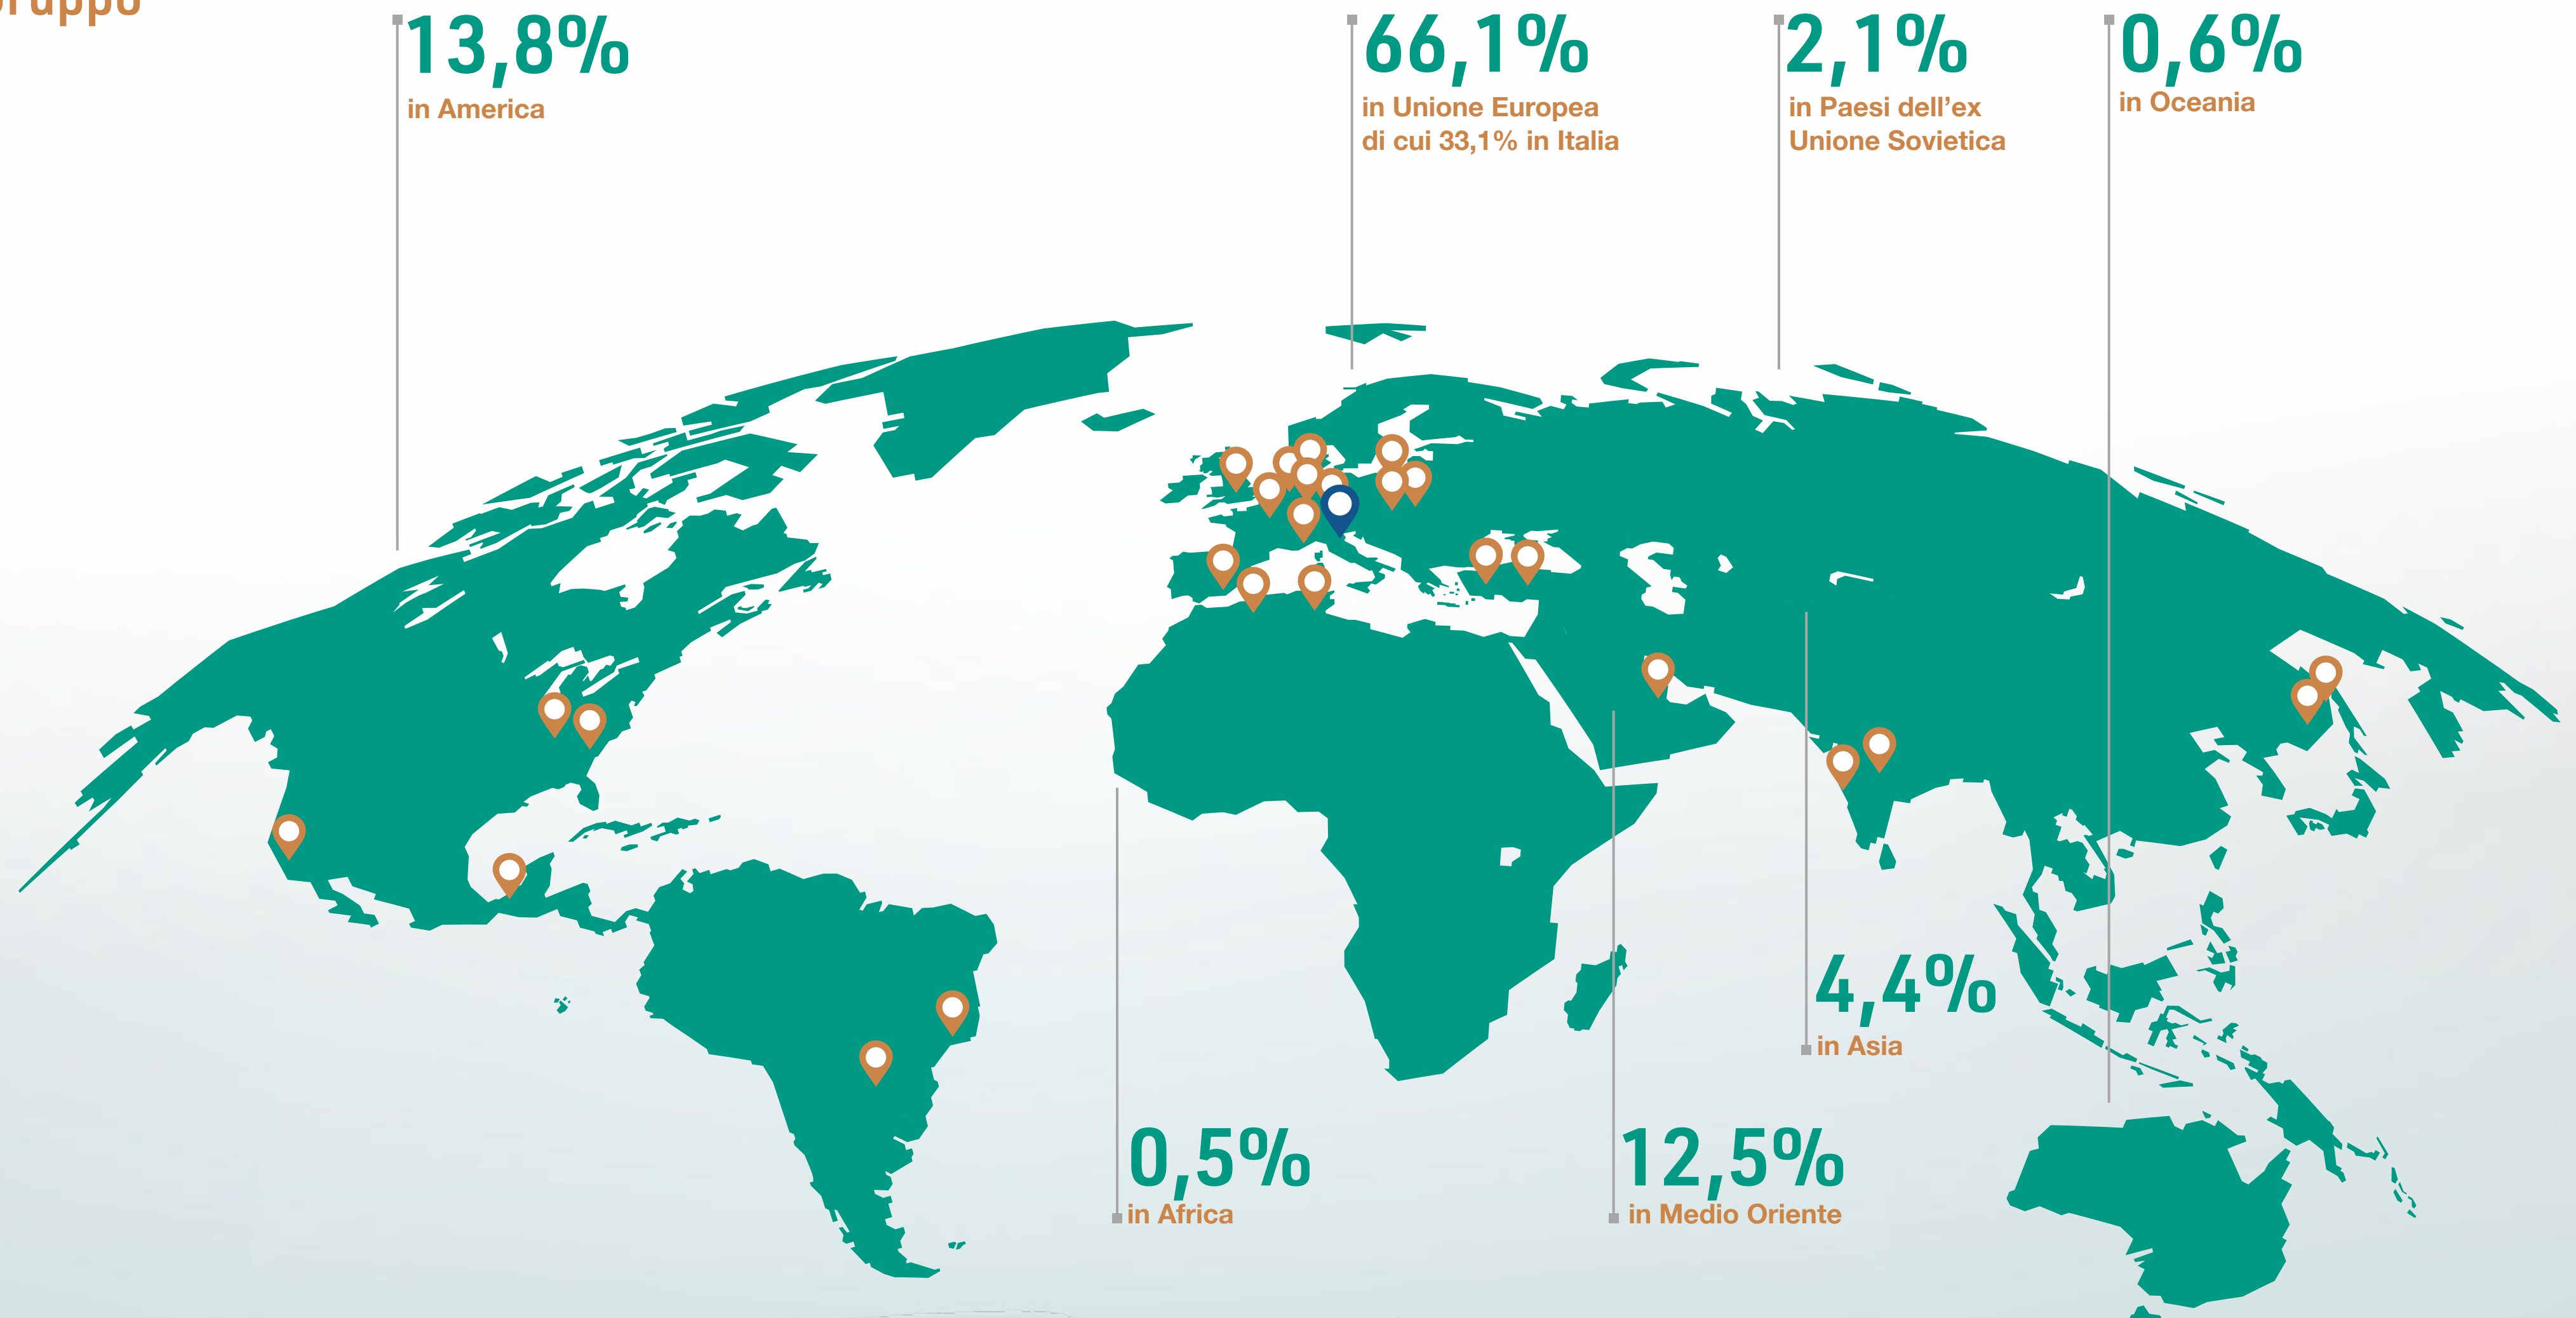 13,8%
in America
66,1%
in Unione Europea
di cui 33,1% in Italia
2,1%
in Paesi dell’ex
Unione Sovietica
0,6%
in Oceania
4,4%
in Asia
0,5%
in Africa
12,5%
in Medio Oriente